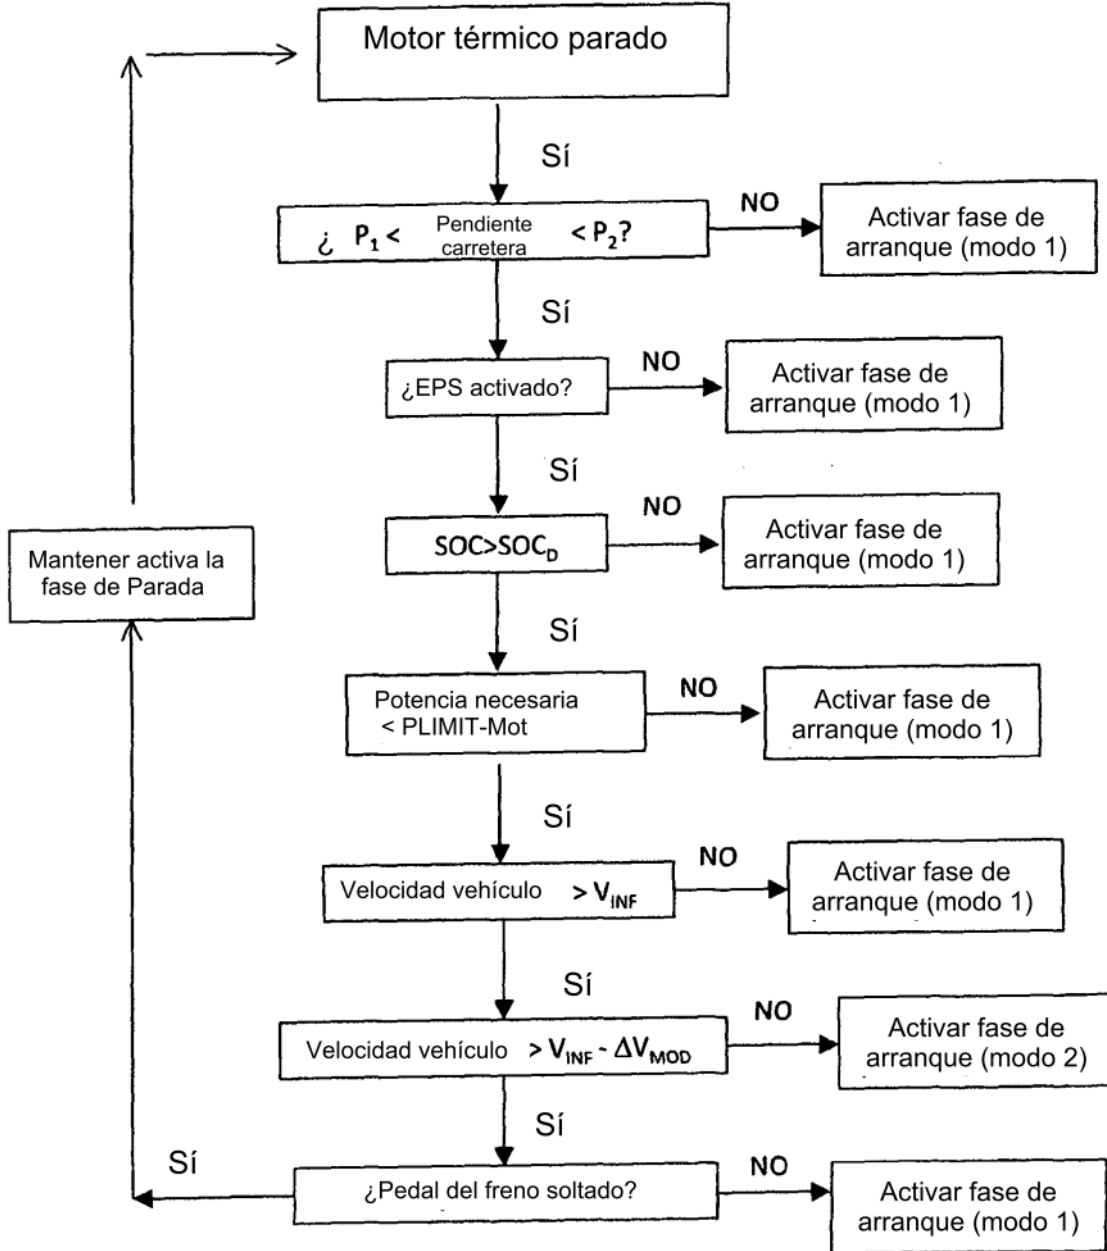 Motor térmico parado
Sí
¿ P₁ < Pendiente carretera < P₂?
NO
Activar fase de
arranque (modo 1)
Sí
¿EPS activado?
NO
Activar fase de
arranque (modo 1)
Sí
SOC>SOC_D
NO
Activar fase de
arranque (modo 1)
Mantener activa la
fase de Parada
Sí
Potencia necesaria
< PLIMIT-Mot
NO
Activar fase de
arranque (modo 1)
Sí
Velocidad vehículo > V_INF
NO
Activar fase de
arranque (modo 1)
Sí
Velocidad vehículo > V_INF - ΔV_MOD
NO
Activar fase de
arranque (modo 2)
Sí
¿Pedal del freno soltado?
Sí
NO
Activar fase de
arranque (modo 1)